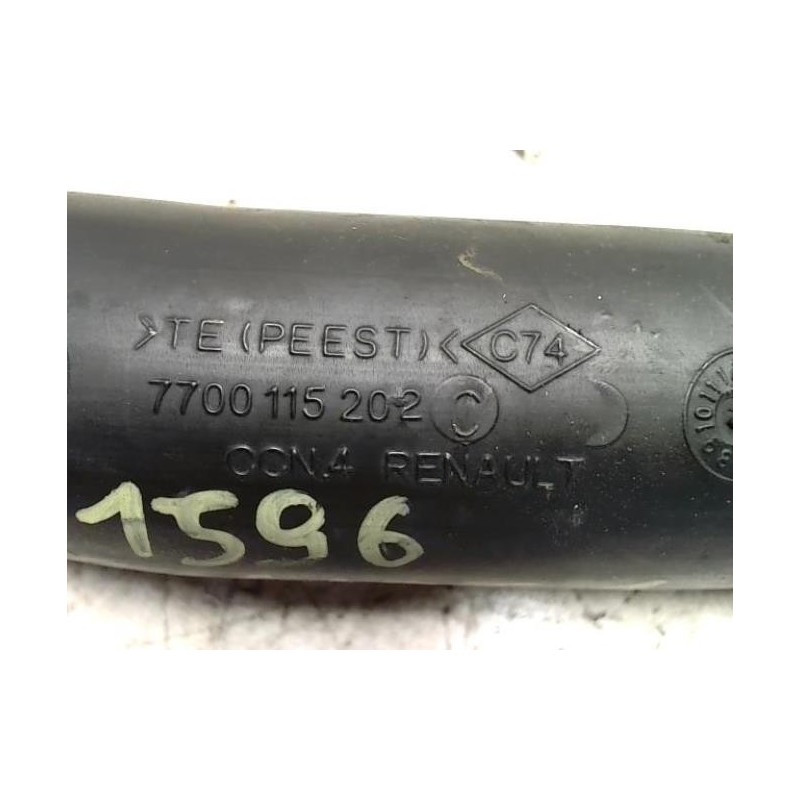 >TE(PEEST)< C74
7700 115 202 C
CON.4 RENAULT
1596